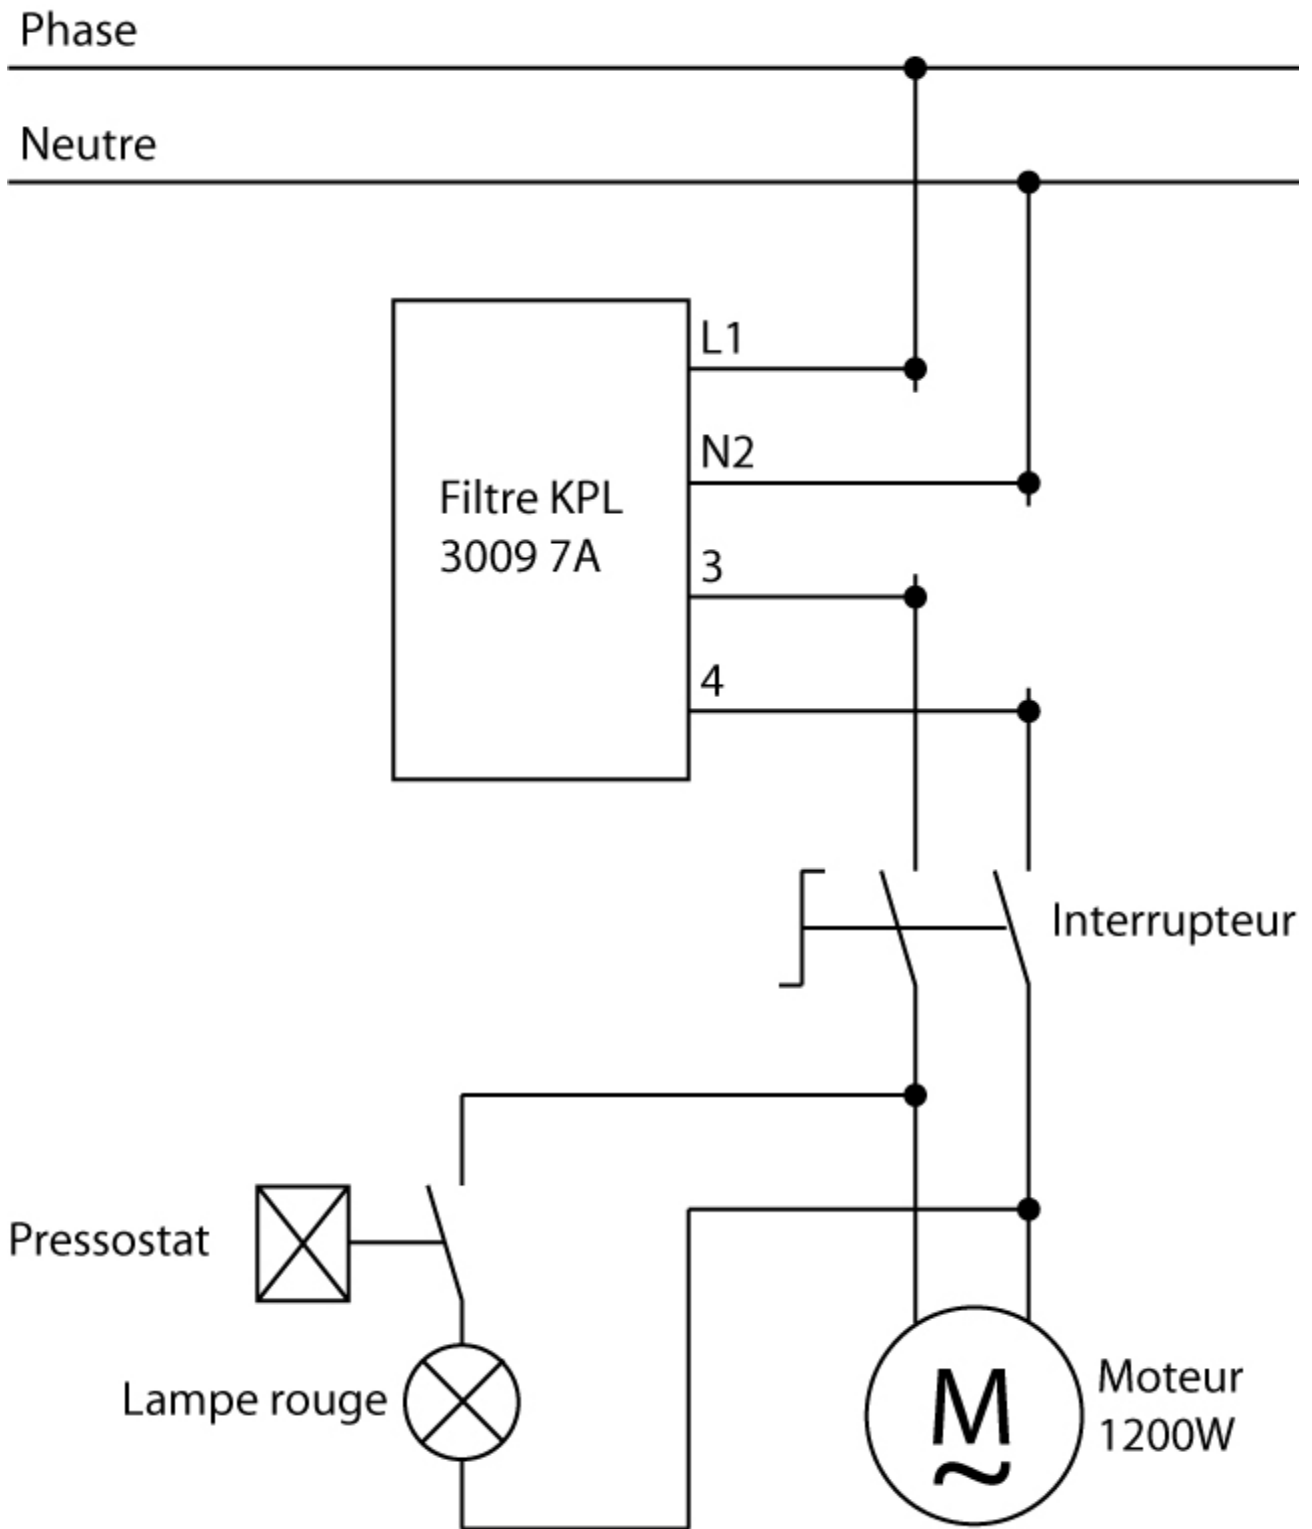 Phase
Neutre
L1
N2
Filtre KPL
3009 7A
3
4
Interrupteur
Pressostat
Lampe rouge
M
~
Moteur
1200W